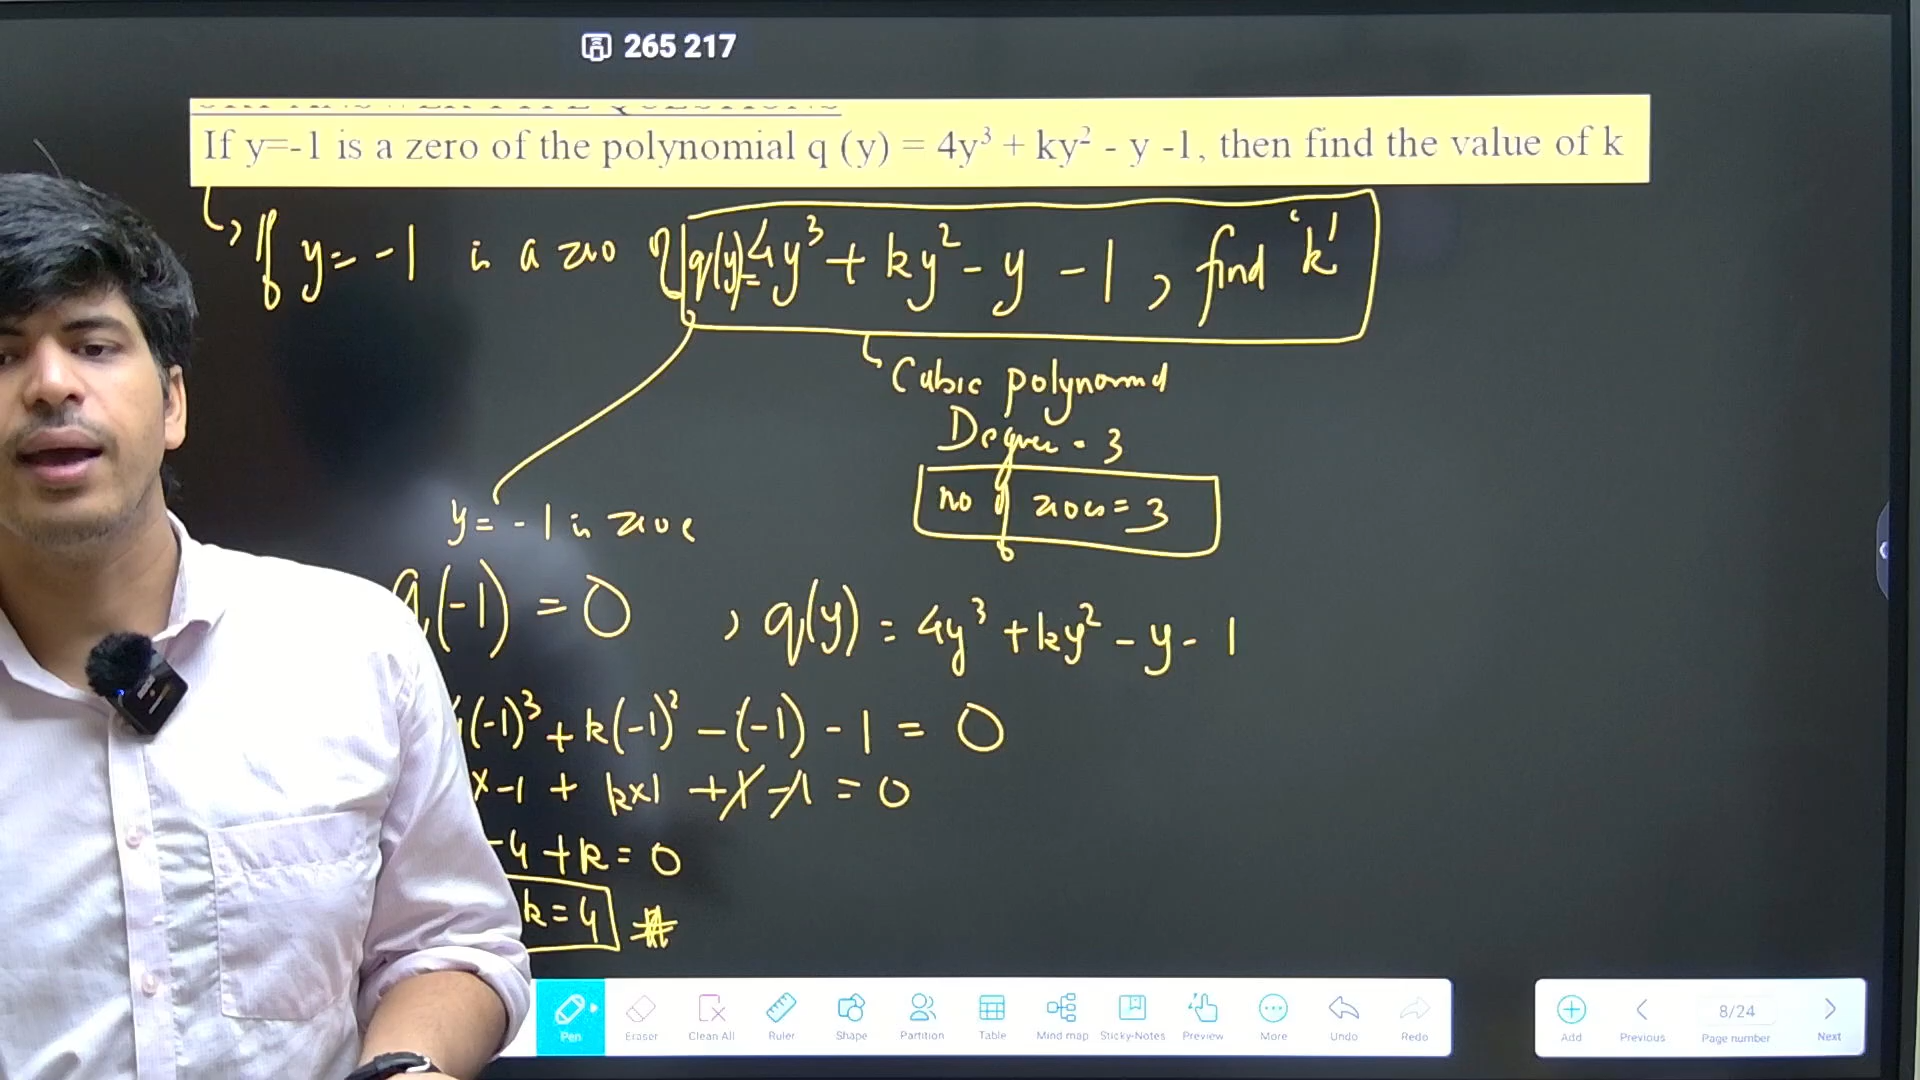 265 217
If y=-1 is a zero of the polynomial q (y) = 4y³ + ky² - y -1, then find the value of k
If y = -1 is a zero of q(y)= 4y³ + ky² - y - 1, find 'k'
Cubic polynomial
Degree = 3
no of zeroes = 3
y = -1 is zero
q(-1) = 0 , q(y) = 4y³ + ky² - y - 1
(-1)³ + k(-1)² - (-1) - 1 = 0
x-1 + kx1 + 1 - 1 = 0
-4 + k = 0
k = 4
Pen Eraser Clean All Ruler Shape Partition Table Mind map Sticky-Notes Preview More Undo Redo
Add Previous 8/24 Page number Next